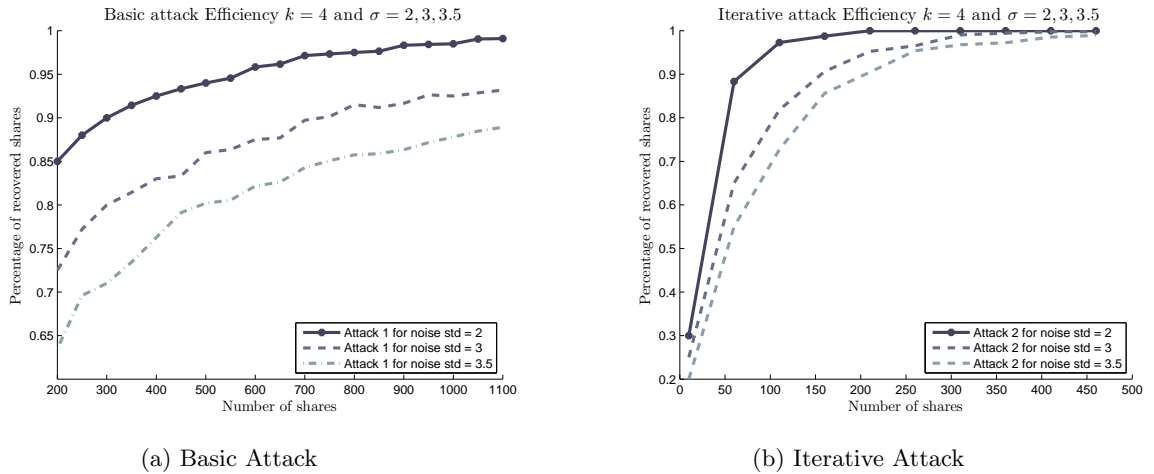 Basic attack Efficiency k = 4 and σ = 2, 3, 3.5
1
0.95
0.9
0.85
0.8
0.75
0.7
0.65
Percentage of recovered shares
Attack 1 for noise std = 2
Attack 1 for noise std = 3
Attack 1 for noise std = 3.5
200 300 400 500 600 700 800 900 1000 1100
Number of shares
(a) Basic Attack
Iterative attack Efficiency k = 4 and σ = 2, 3, 3.5
1
0.9
0.8
0.7
0.6
0.5
0.4
0.3
0.2
Percentage of recovered shares
Attack 2 for noise std = 2
Attack 2 for noise std = 3
Attack 2 for noise std = 3.5
0 50 100 150 200 250 300 350 400 450 500
Number of shares
(b) Iterative Attack